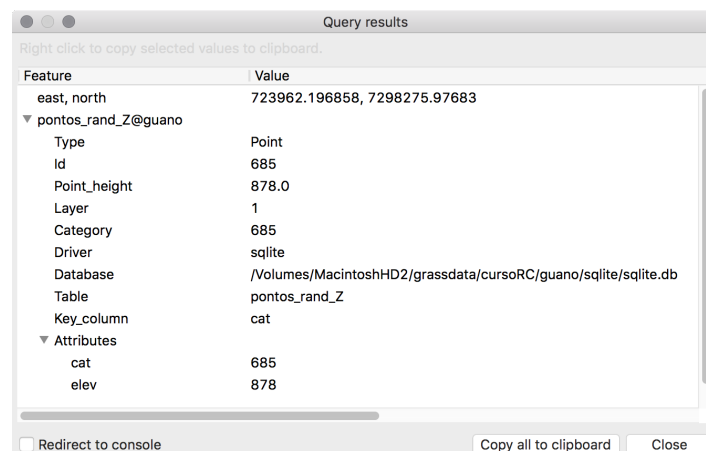 Query results
Right click to copy selected values to clipboard.
Feature Value
east, north 723962.196858, 7298275.97683
pontos_rand_Z@guano
Type Point
Id 685
Point_height 878.0
Layer 1
Category 685
Driver sqlite
Database /Volumes/MacintoshHD2/grassdata/cursoRC/guano/sqlite/sqlite.db
Table pontos_rand_Z
Key_column cat
Attributes
cat 685
elev 878
Redirect to console Copy all to clipboard Close